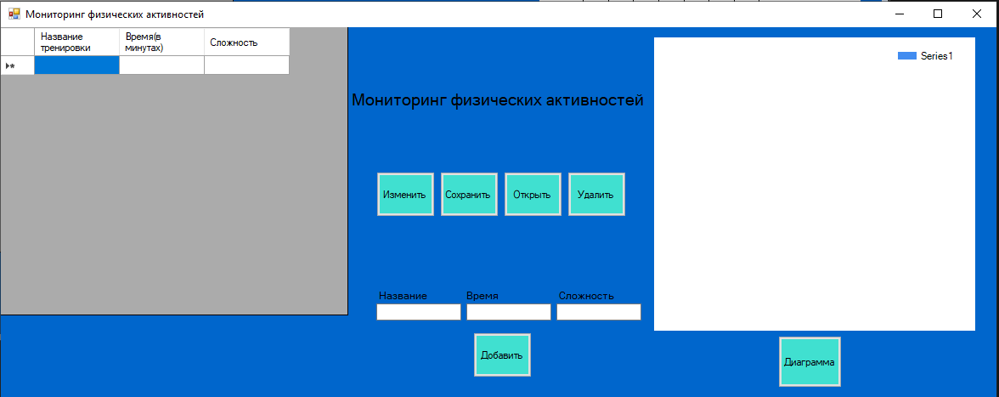 Мониторинг физических активностей
Название
тренировки
Время(в
минутах)
Сложность
Series1
Мониторинг физических активностей
Изменить
Сохранить
Открыть
Удалить
Название
Время
Сложность
Добавить
Диаграмма